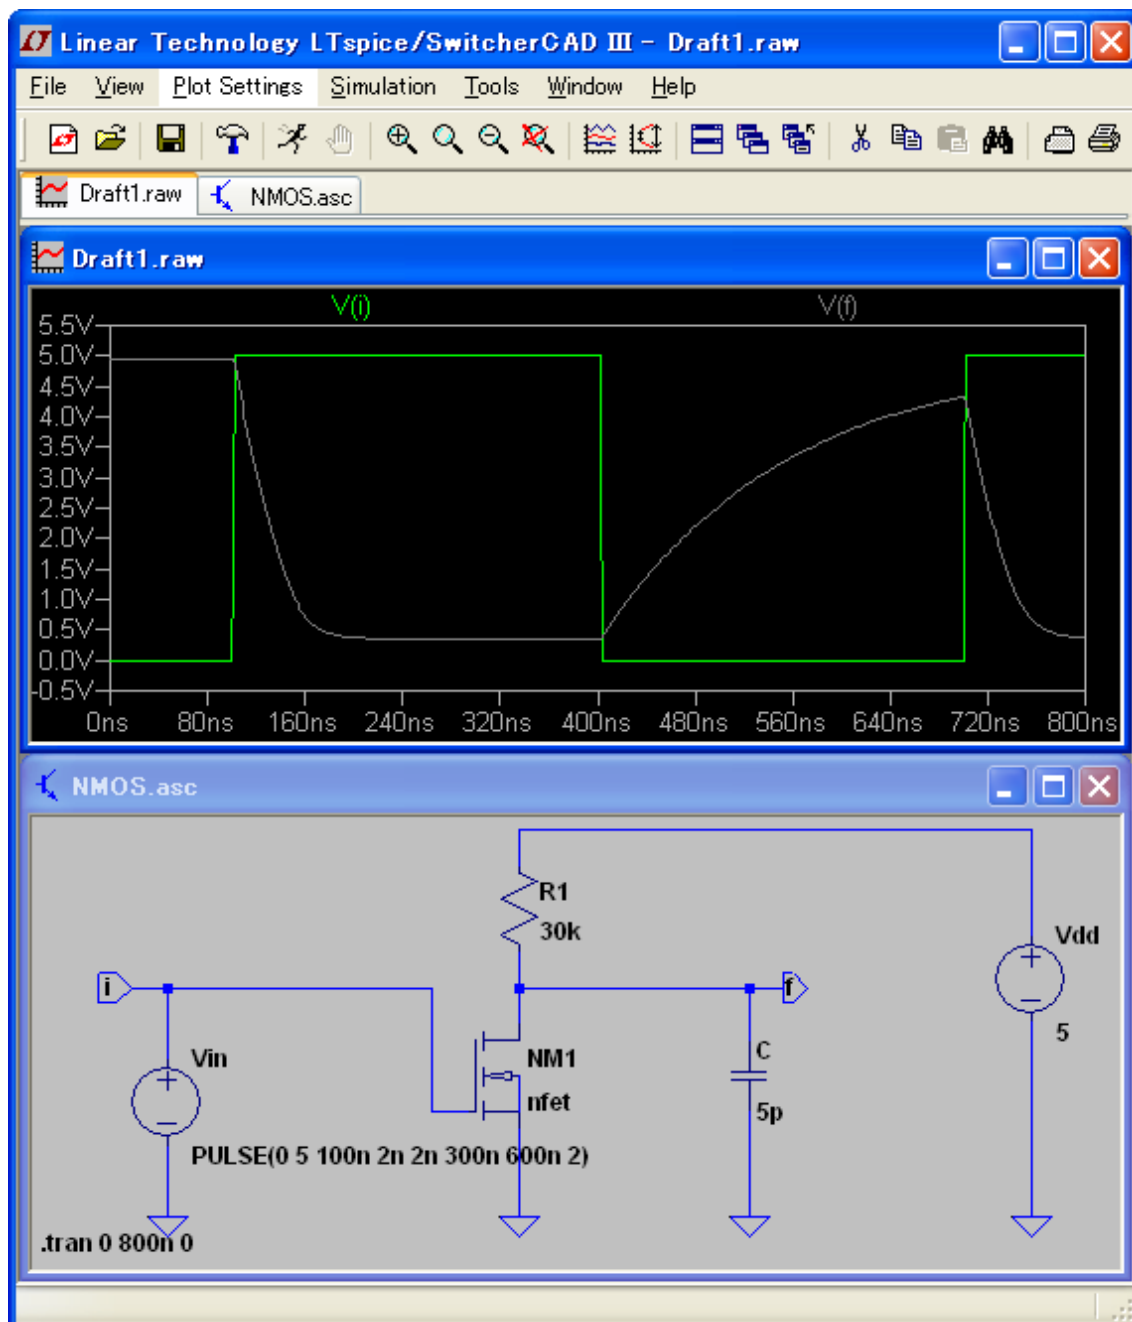 Linear Technology LTspice/SwitcherCAD III - Draft1.raw
File View Plot Settings Simulation Tools Window Help
Draft1.raw NMOS.asc
Draft1.raw
V(i) V(f)
5.5V
5.0V
4.5V
4.0V
3.5V
3.0V
2.5V
2.0V
1.5V
1.0V
0.5V
0.0V
-0.5V
0ns 80ns 160ns 240ns 320ns 400ns 480ns 560ns 640ns 720ns 800ns
NMOS.asc
R1
30k
Vdd
i
f
5
Vin
NM1
C
nfet
5p
PULSE(0 5 100n 2n 2n 300n 600n 2)
.tran 0 800n 0